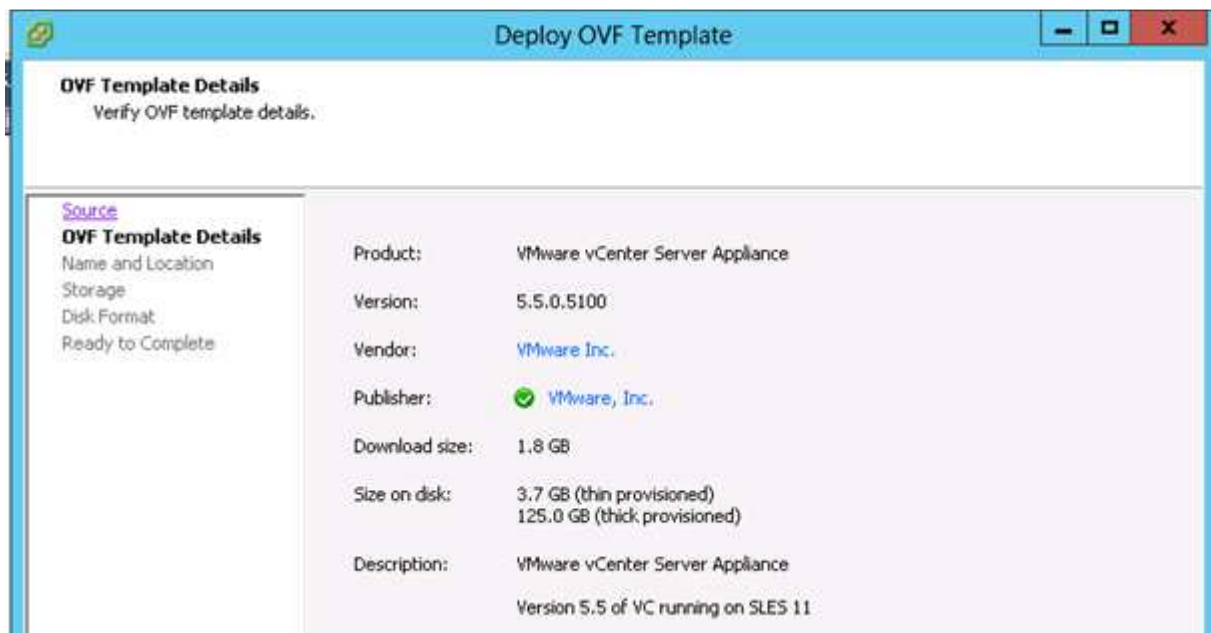 Deploy OVF Template
OVF Template Details
Verify OVF template details.
Source
OVF Template Details
Name and Location
Storage
Disk Format
Ready to Complete
Product: VMware vCenter Server Appliance
Version: 5.5.0.5100
Vendor: VMware Inc.
Publisher: VMware, Inc.
Download size: 1.8 GB
Size on disk: 3.7 GB (thin provisioned)
125.0 GB (thick provisioned)
Description: VMware vCenter Server Appliance
Version 5.5 of VC running on SLES 11